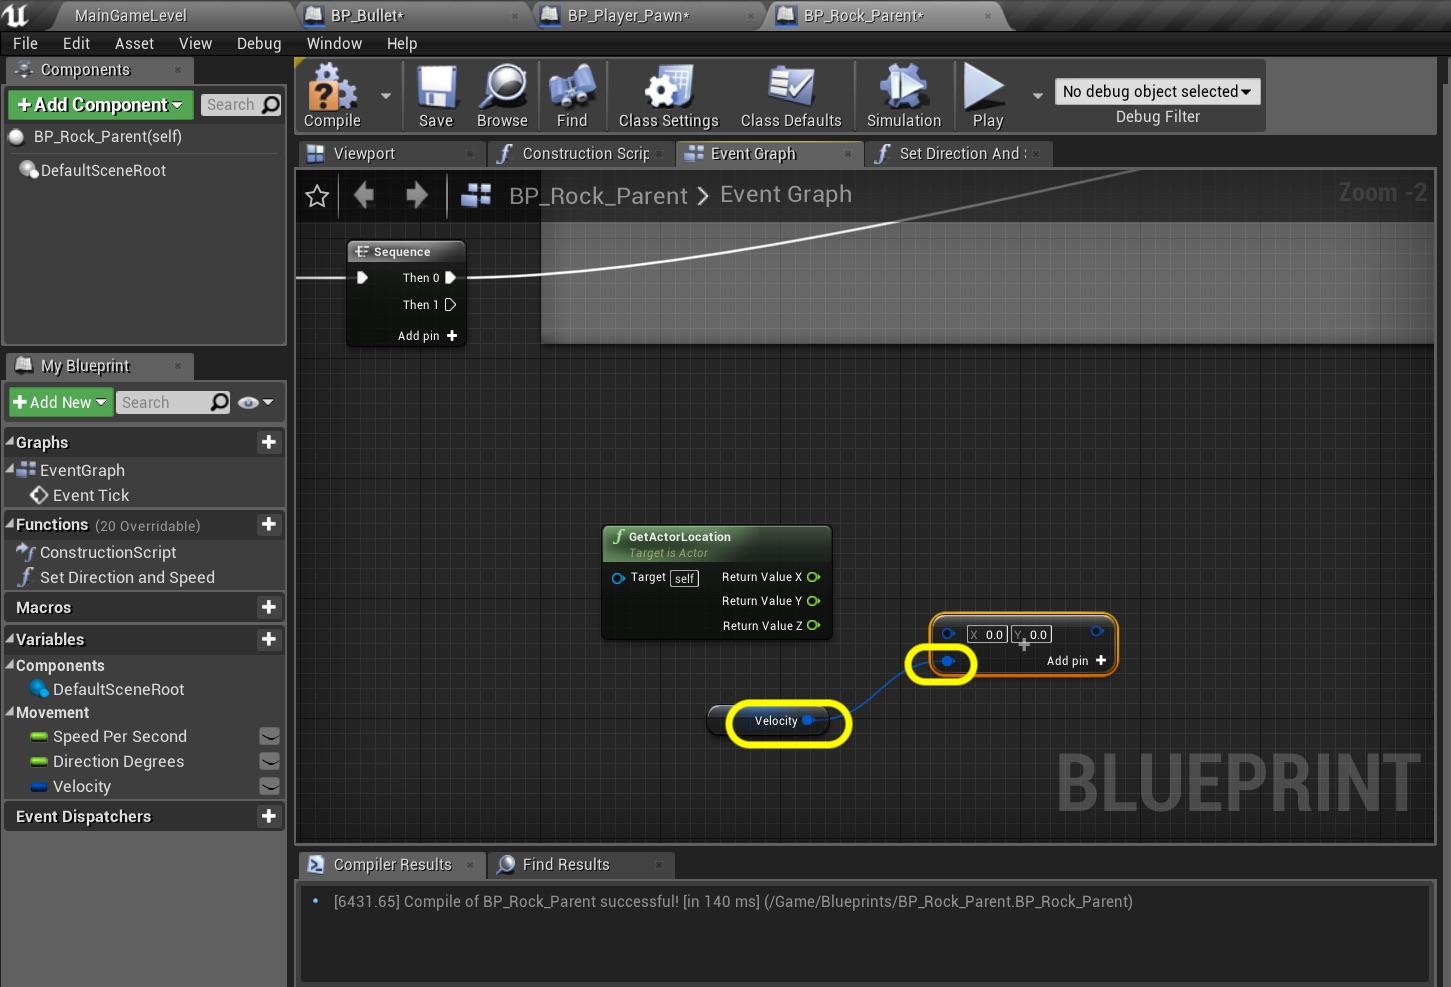 MainGameLevel
BP_Bullet*
BP_Player_Pawn*
BP_Rock_Parent*
File Edit Asset View Debug Window Help
Components
Add Component
Search
BP_Rock_Parent(self)
DefaultSceneRoot
Compile
Save
Browse
Find
Class Settings
Class Defaults
Simulation
Play
No debug object selected
Debug Filter
Viewport
Construction Scrip
Event Graph
Set Direction And
BP_Rock_Parent > Event Graph
Zoom -2
Sequence
Then 0
Then 1
Add pin +
My Blueprint
+ Add New
Search
Graphs
EventGraph
Event Tick
Functions (20 Overridable)
ConstructionScript
Set Direction and Speed
Macros
Variables
Components
DefaultSceneRoot
Movement
Speed Per Second
Direction Degrees
Velocity
Event Dispatchers
f GetActorLocation
Target is Actor
Target self
Return Value X
Return Value Y
Return Value Z
X 0.0 Y 0.0
Add pin +
Velocity
BLUEPRINT
Compiler Results
Find Results
[6431.65] Compile of BP_Rock_Parent successful! [in 140 ms] (/Game/Blueprints/BP_Rock_Parent.BP_Rock_Parent)